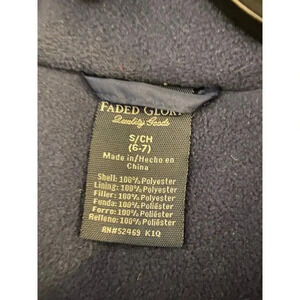 FADED GLORY
Quality Goods
S/CH
(6-7)
Made in/Hecho en
China
Shell: 100% Polyester
Lining: 100% Polyester
Filler: 100% Polyester
Funda: 100% Poliéster
Forro: 100% Poliéster
Relleno: 100% Poliéster
RN#52469 K1Q